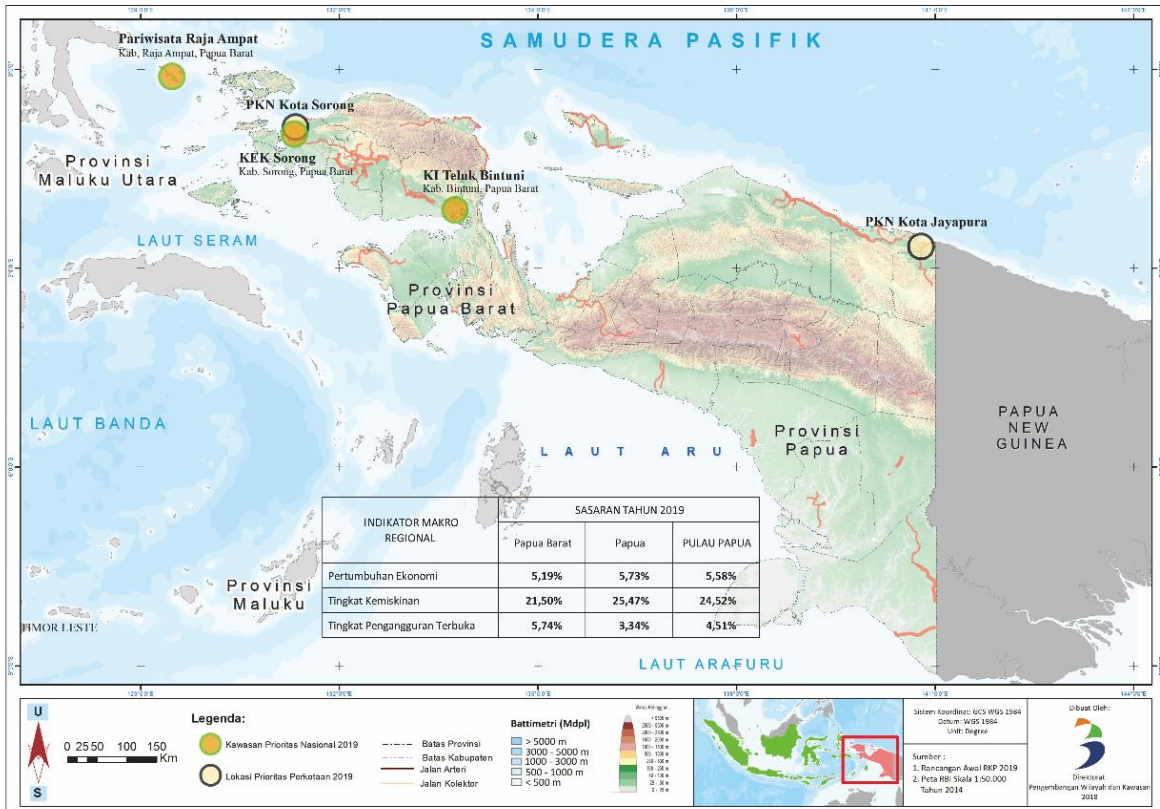 SAMUDERA PASIFIK
Pariwisata Raja Ampat
Kab. Raja Ampat, Papua Barat
PKN Kota Sorong
KEK Sorong
Kab. Sorong, Papua Barat
Provinsi
Maluku Utara
KI Teluk Bintuni
Kab. Bintuni, Papua Barat
PKN Kota Jayapura
LAUT SERAM
Provinsi
Papua Barat
LAUT BANDA
PAPUA
NEW
GUINEA
Provinsi
Papua
LAUT ARU
INDIKATOR MAKRO
REGIONAL
SASARAN TAHUN 2019
Papua Barat Papua PULAU PAPUA
Pertumbuhan Ekonomi 5,19% 5,73% 5,58%
Tingkat Kemiskinan 21,50% 25,47% 24,52%
Tingkat Pengangguran Terbuka 5,74% 3,34% 4,51%
Provinsi
Maluku
TIMOR LESTE
LAUT ARAFURU
U
S
0 25 50 100 150
Km
Legenda:
Kawasan Prioritas Nasional 2019
Lokasi Prioritas Perkotaan 2019
Batas Provinsi
Batas Kabupaten
Jalan Arteri
Jalan Kolektor
Battimetri (Mdpl)
> 5000 m
3000 - 5000 m
1000 - 3000 m
500 - 1000 m
< 500 m
Sistem Koordinat: GCS WGS 1984
Datum: WGS 1984
Unit: Degree
Sumber :
1. Rancangan Awal RKP 2019
2. Peta RBI Skala 1:50.000
Tahun 2014
Dibuat Oleh:
Direktorat
Pengembangan Wilayah dan Kawasan
2018